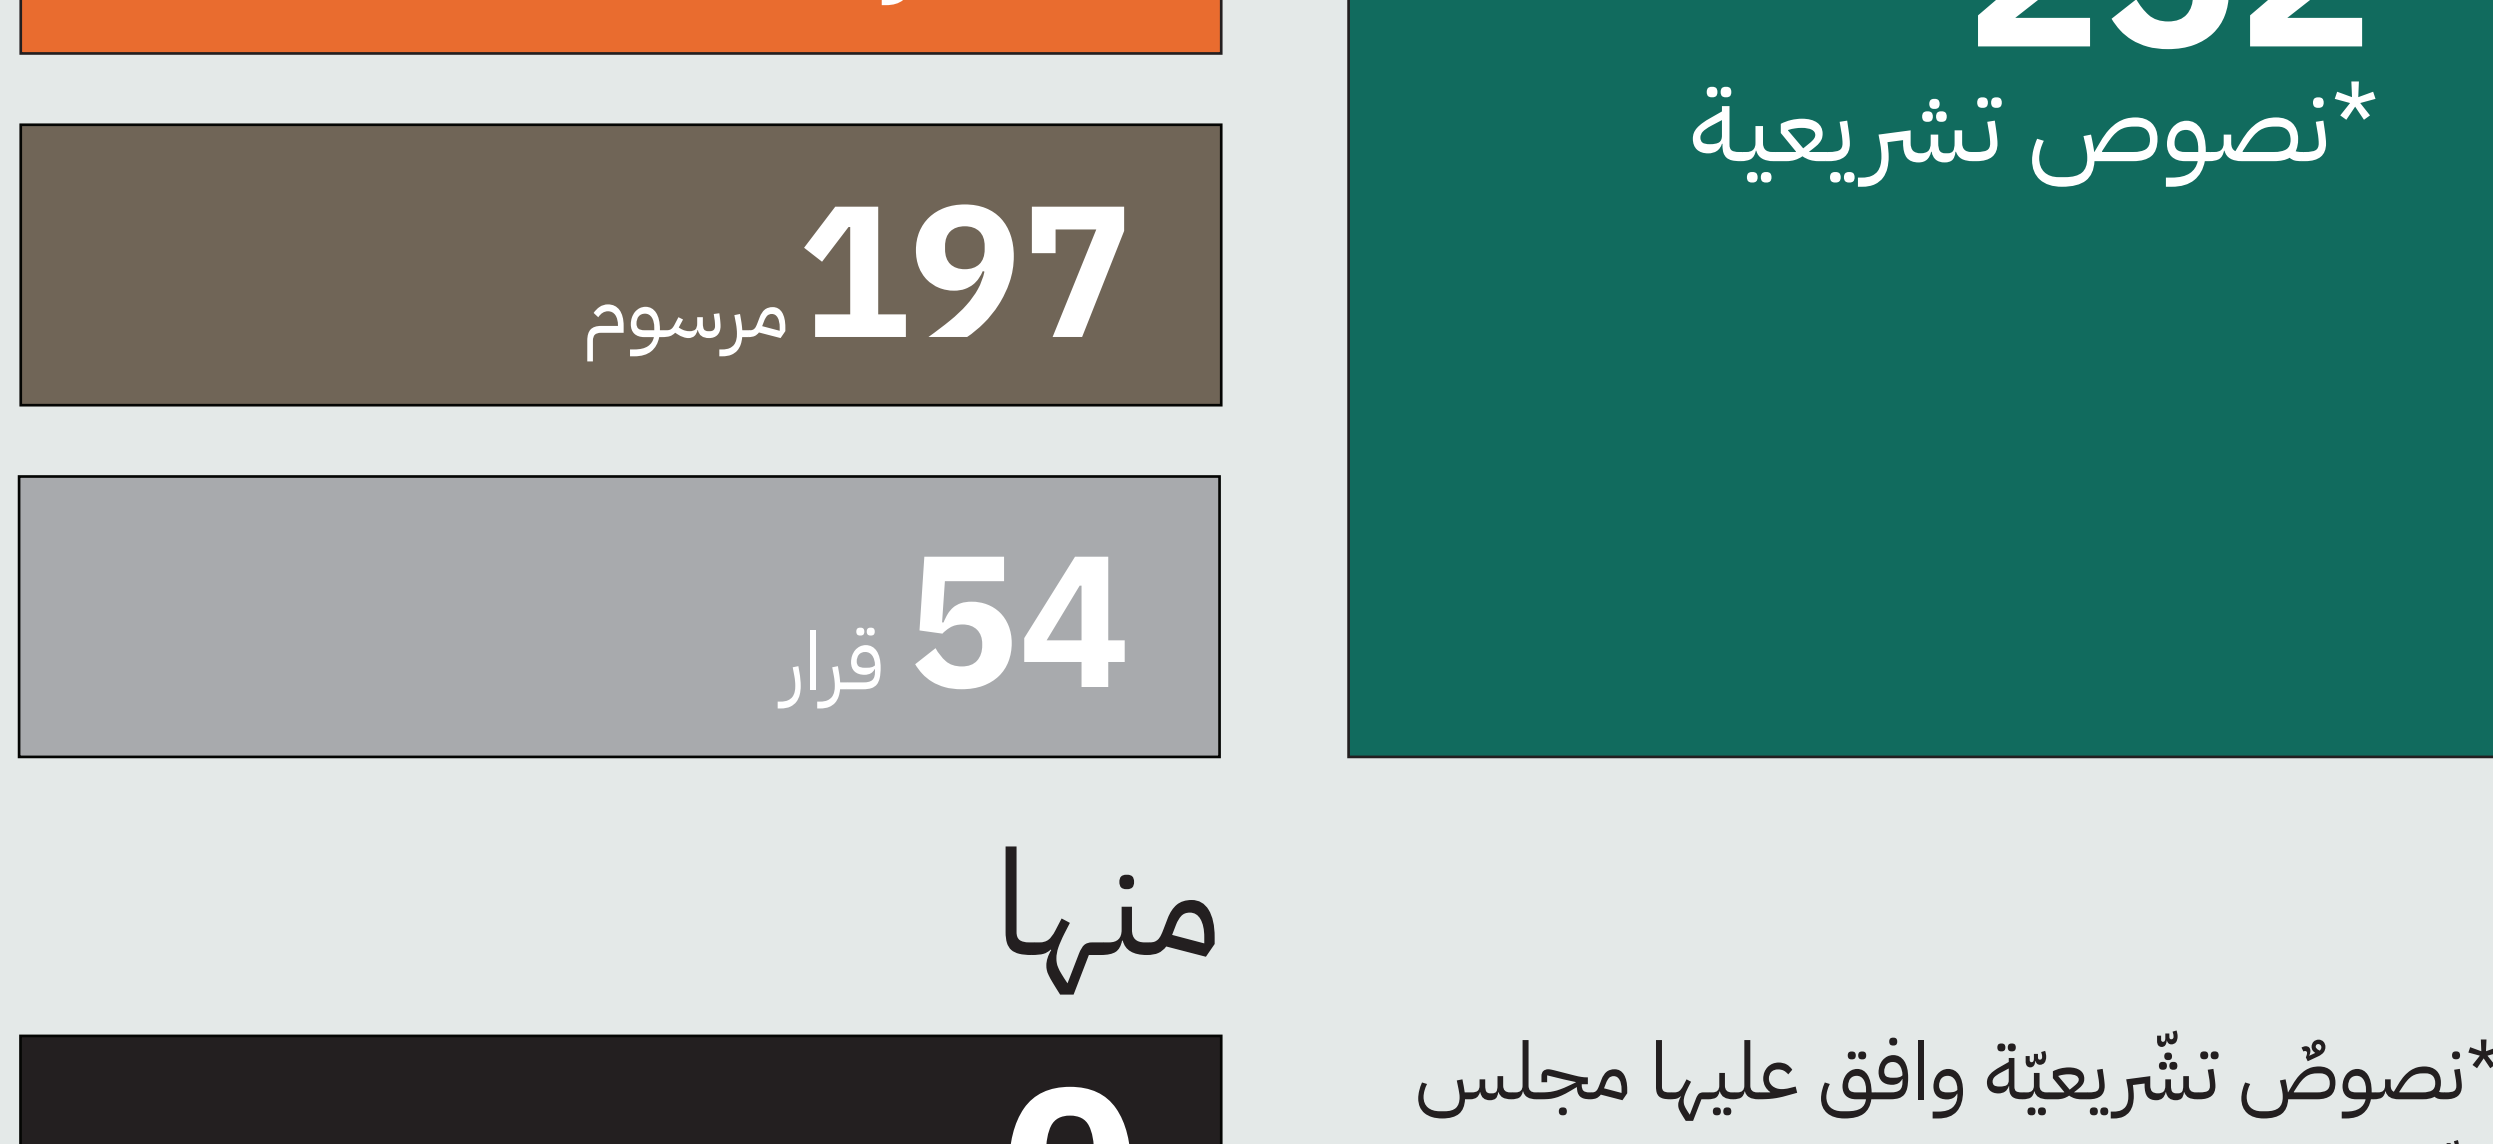 *نصوص تشريعية
197 مرسوم
54 قرار
منها
*نصوصٌ تشّريعيّة وافق عليها مجلس